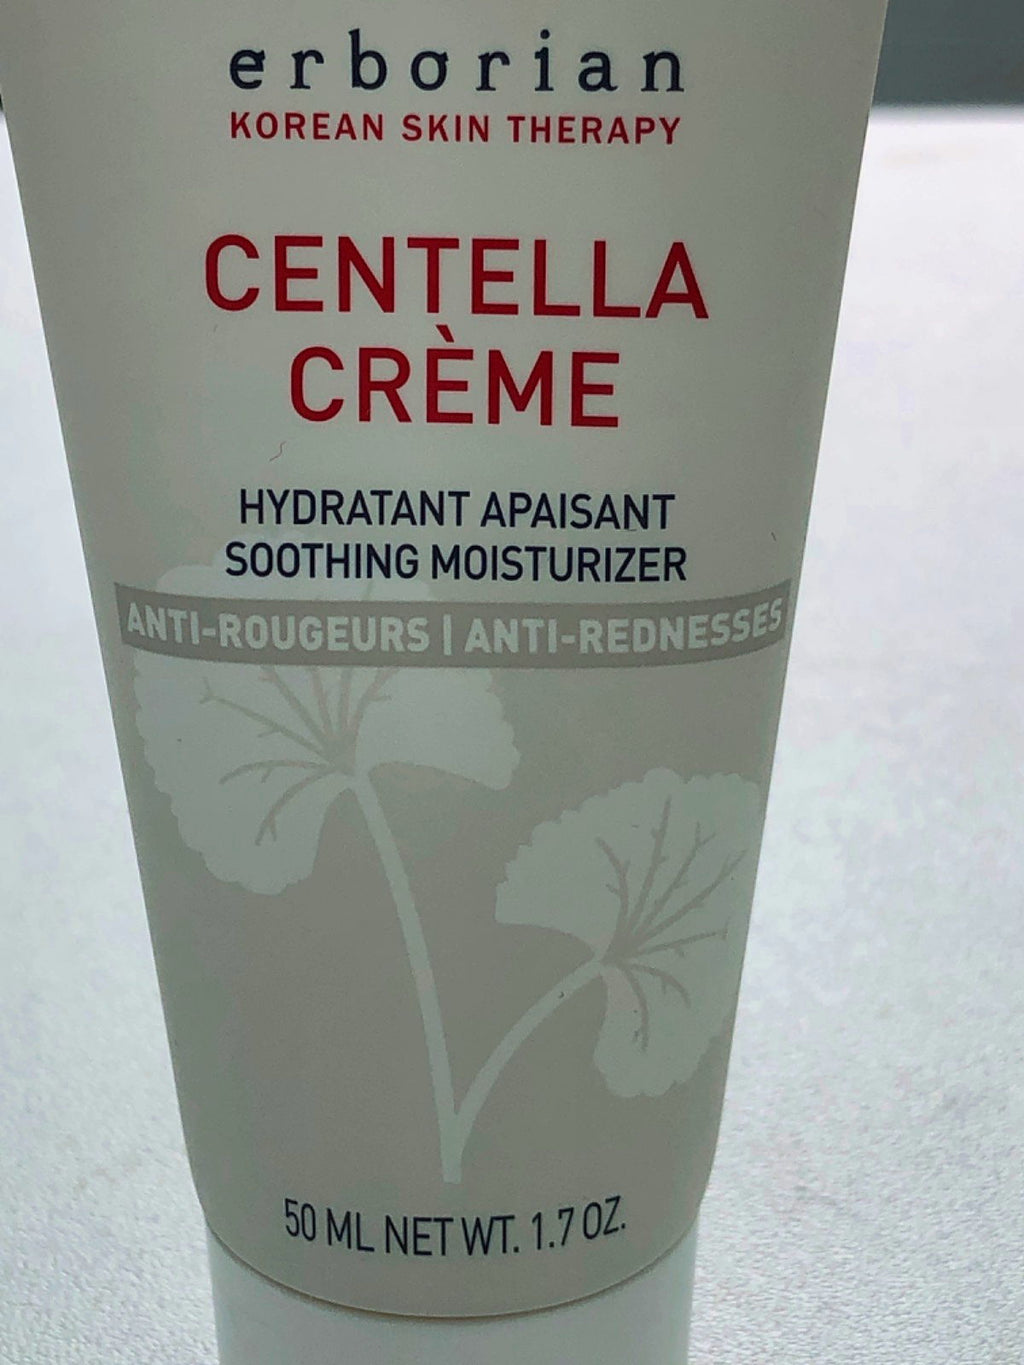 erborian
KOREAN SKIN THERAPY
CENTELLA
CRÈME
HYDRATANT APAISANT
SOOTHING MOISTURIZER
ANTI-ROUGEURS | ANTI-REDNESSES
50 ML NET WT. 1.7 OZ.